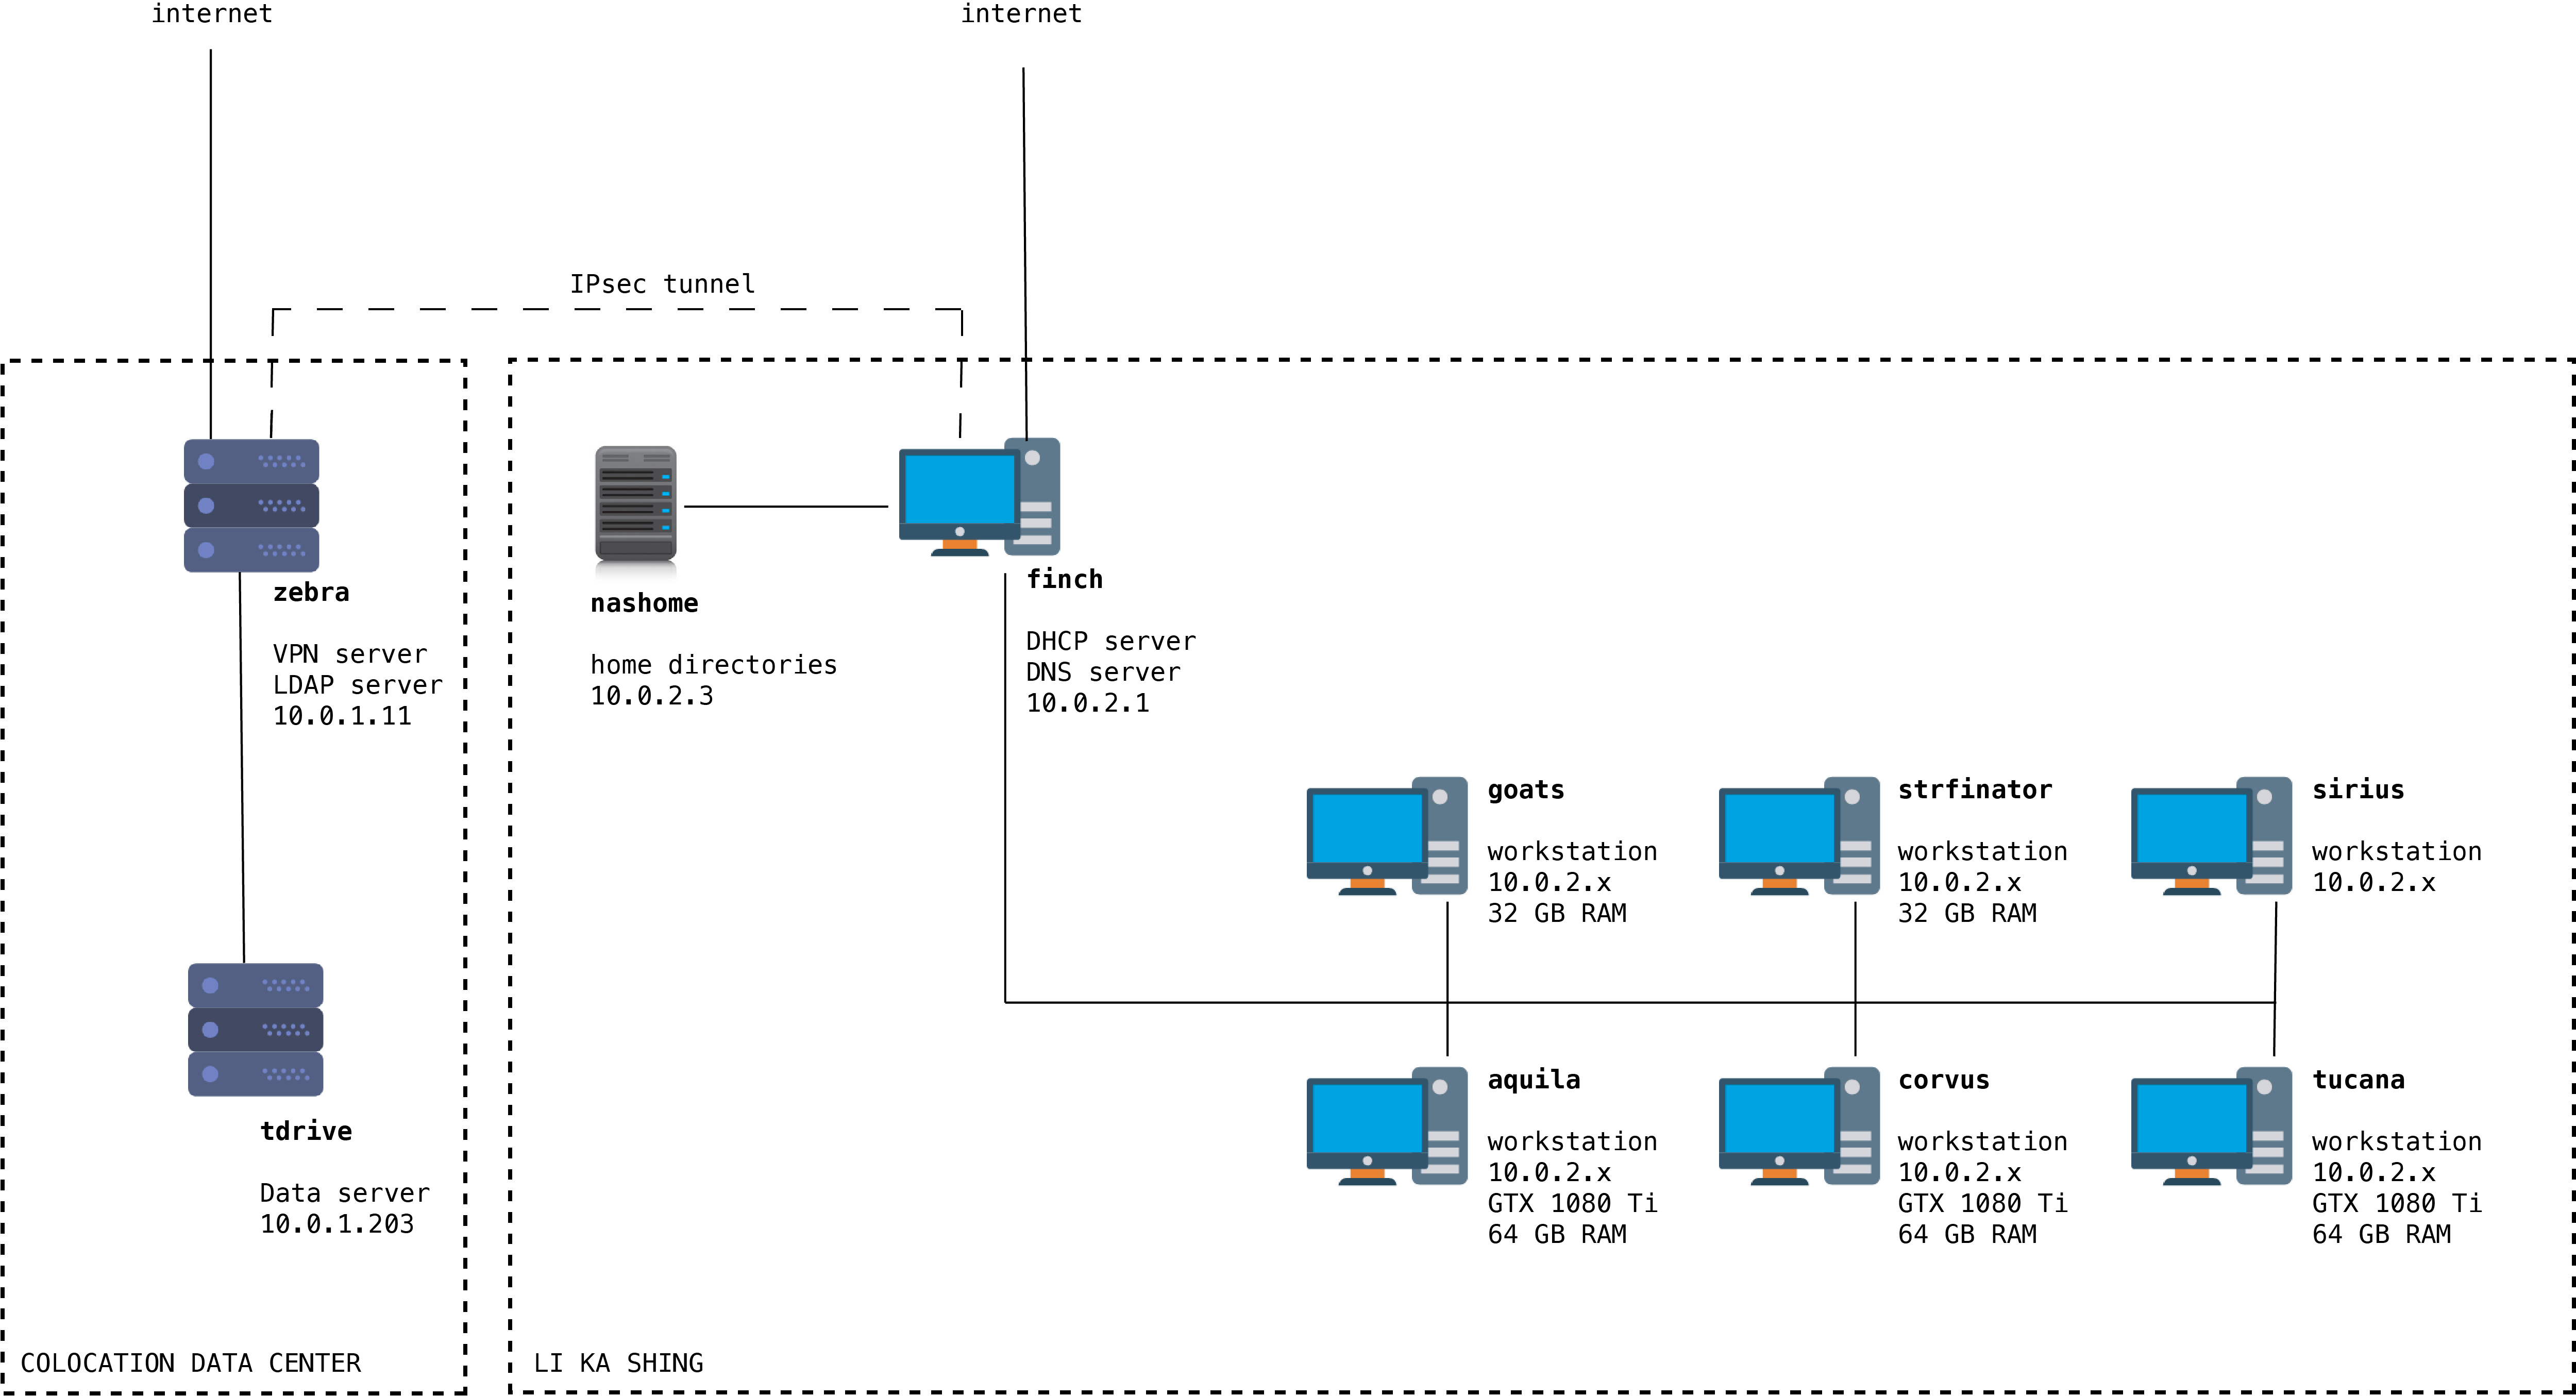 internet
internet
IPsec tunnel
zebra
VPN server
LDAP server
10.0.1.11
tdrive
Data server
10.0.1.203
COLOCATION DATA CENTER
nashome
home directories
10.0.2.3
finch
DHCP server
DNS server
10.0.2.1
goats
workstation
10.0.2.x
32 GB RAM
strfinator
workstation
10.0.2.x
32 GB RAM
sirius
workstation
10.0.2.x
aquila
workstation
10.0.2.x
GTX 1080 Ti
64 GB RAM
corvus
workstation
10.0.2.x
GTX 1080 Ti
64 GB RAM
tucana
workstation
10.0.2.x
GTX 1080 Ti
64 GB RAM
LI KA SHING